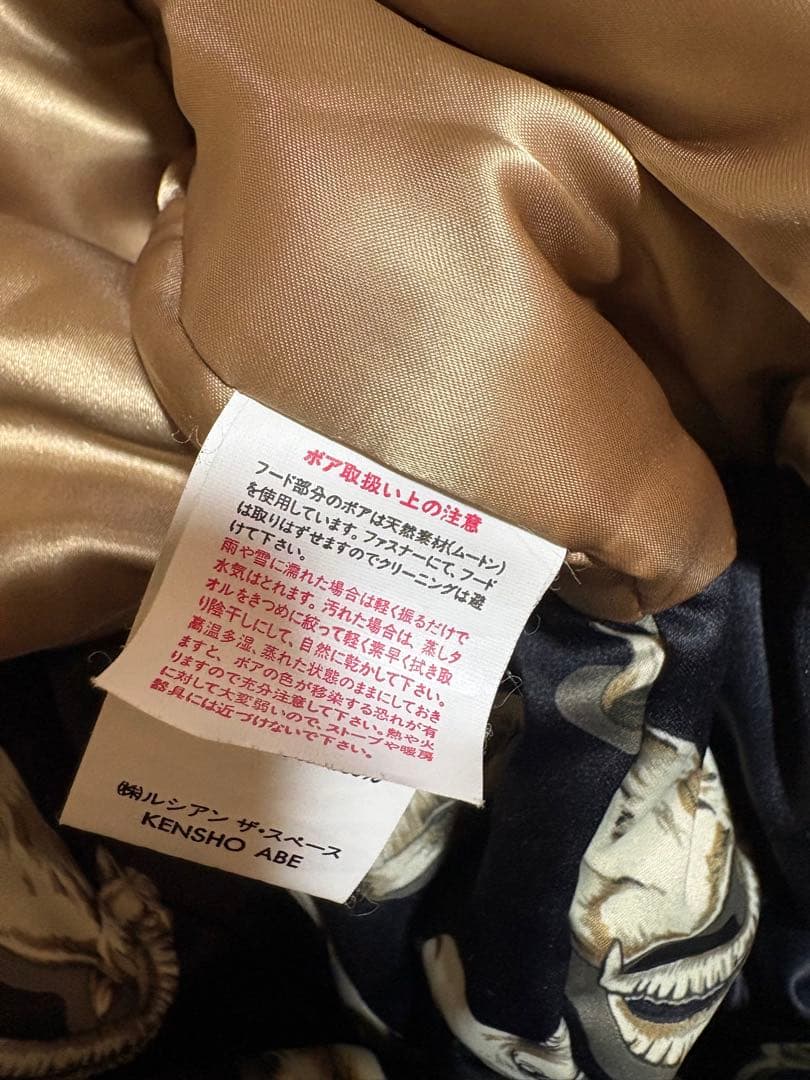 ボア取扱い上の注意
フード部分のボアは天然素材(ムートン)
を使用しています。ファスナーにて、フード
は取りはずせますのでクリーニングは避
けて下さい。
雨や雪に濡れた場合は軽く振るだけで
水気はとれます。汚れた場合は、蒸しタ
オルをきつめに絞って軽く素早く拭き取
り陰干しにして、自然に乾かして下さい。
高温多湿、蒸れた状態のままにしておき
ますと、ボアの色が移染する恐れが有
りますので充分注意して下さい。熱や火
に対して大変弱いので、ストーブや暖房
器具には近づけないで下さい。
㈱ルシアン ザ・スペース
KENSHO ABE